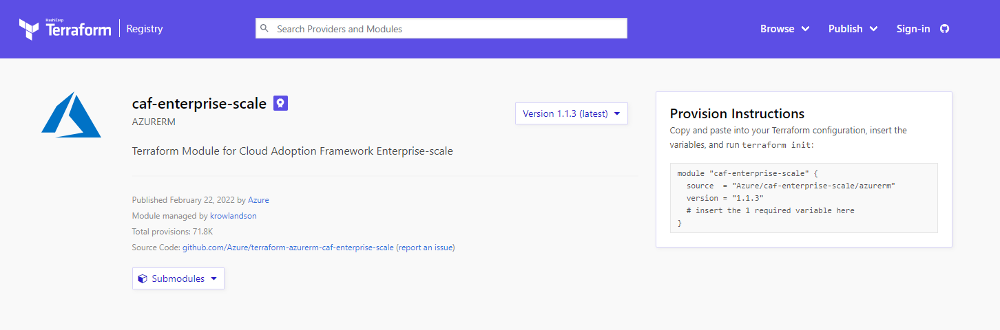 HashiCorp
Terraform
Registry
Search Providers and Modules
Browse
Publish
Sign-in
caf-enterprise-scale
AZURERM
Version 1.1.3 (latest)
Terraform Module for Cloud Adoption Framework Enterprise-scale
Published February 22, 2022 by Azure
Module managed by krowlandson
Total provisions: 71.8K
Source Code: github.com/Azure/terraform-azurerm-caf-enterprise-scale (report an issue)
Submodules
Provision Instructions
Copy and paste into your Terraform configuration, insert the
variables, and run terraform init:
module "caf-enterprise-scale" {
  source  = "Azure/caf-enterprise-scale/azurerm"
  version = "1.1.3"
  # insert the 1 required variable here
}